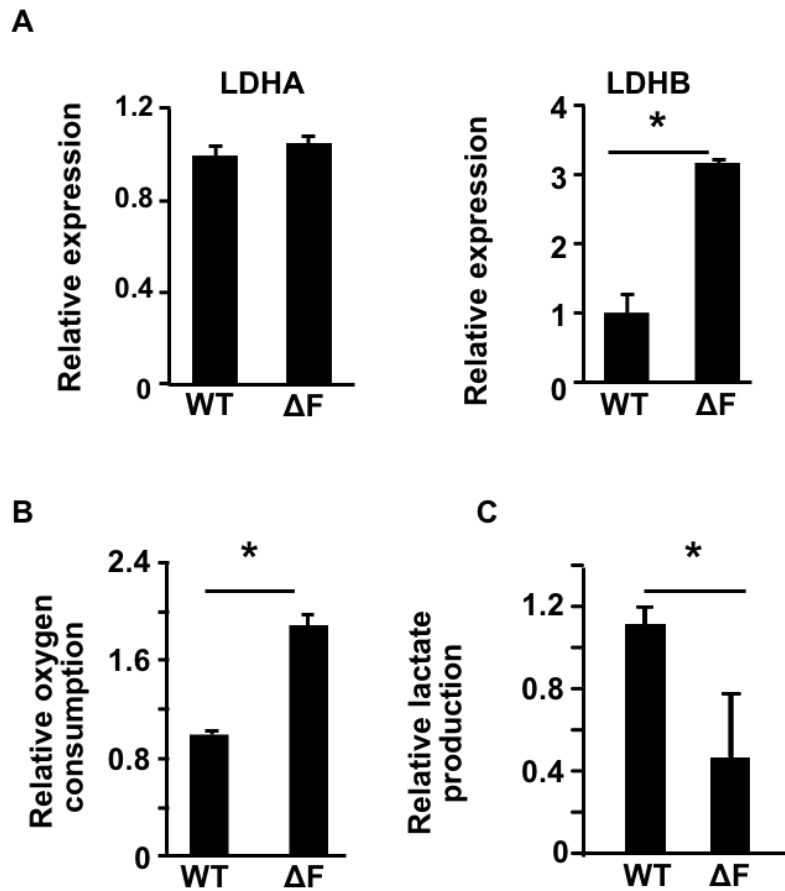 A
LDHA
Relative expression
1.2
0.8
0.4
0
WT ΔF
LDHB
*
Relative expression
4
3
2
1
0
WT ΔF
B
*
Relative oxygen
consumption
2.4
1.6
0.8
0
WT ΔF
C
*
Relative lactate
production
1.2
0.8
0.4
0
WT ΔF